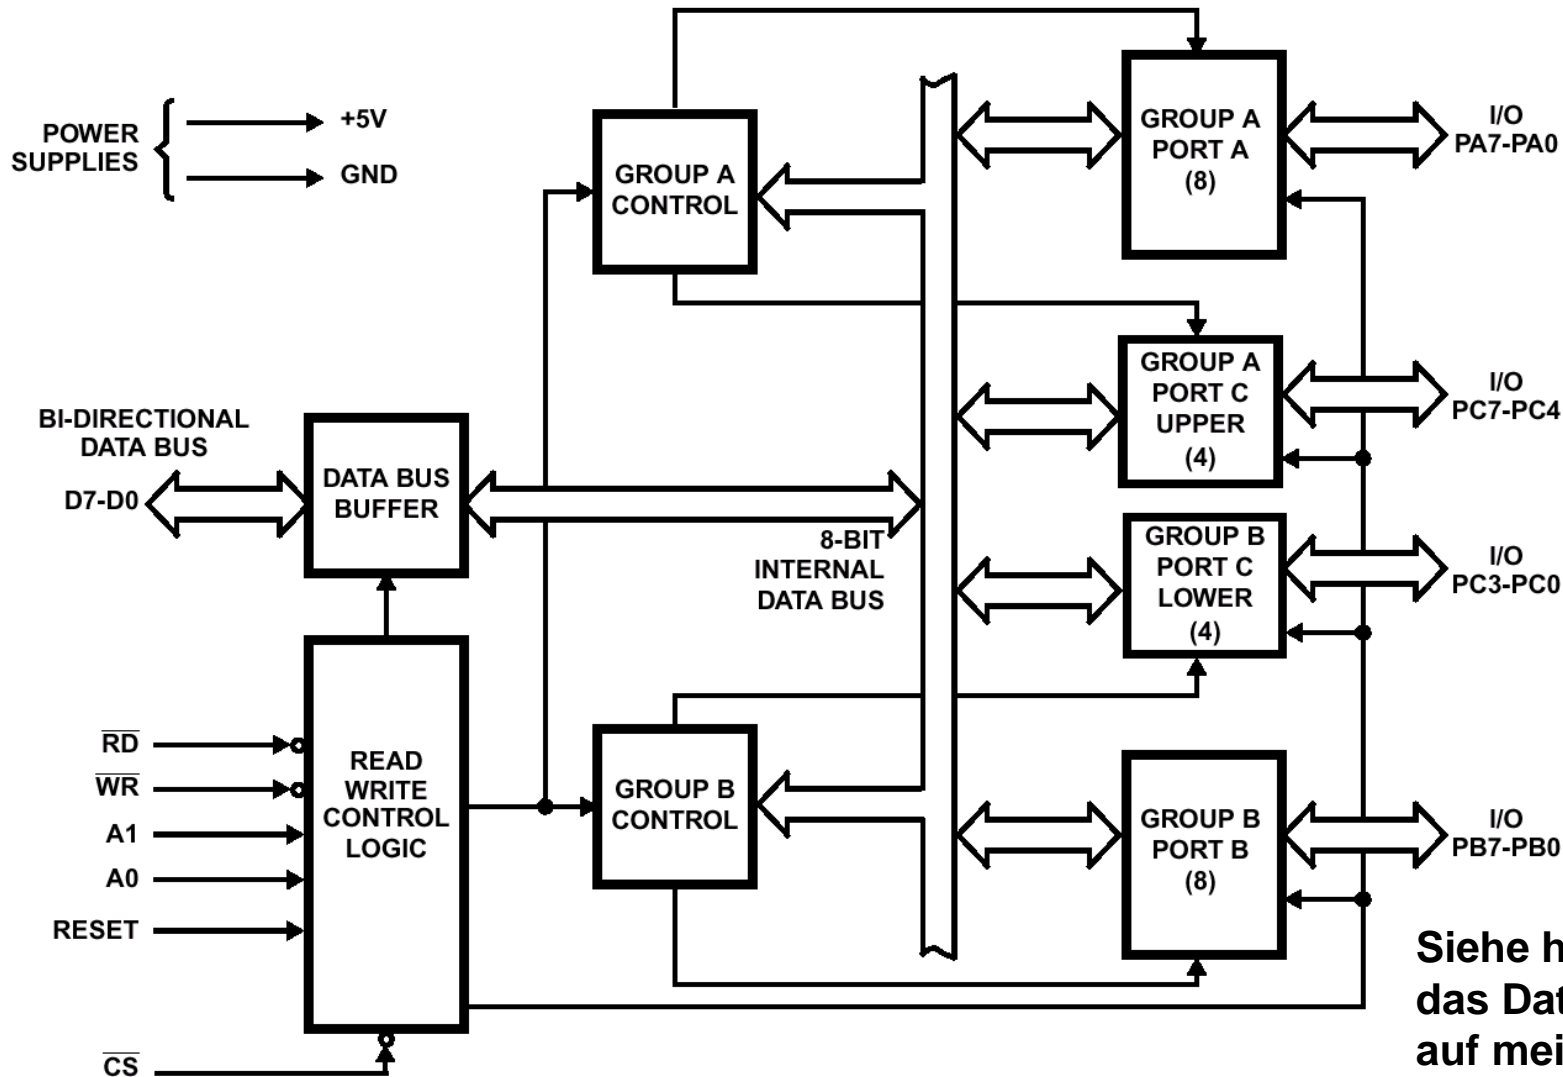 POWER
SUPPLIES
+5V
GND
GROUP A
CONTROL
GROUP A
PORT A
(8)
I/O
PA7-PA0
GROUP A
PORT C
UPPER
(4)
I/O
PC7-PC4
BI-DIRECTIONAL
DATA BUS
D7-D0
DATA BUS
BUFFER
8-BIT
INTERNAL
DATA BUS
GROUP B
PORT C
LOWER
(4)
I/O
PC3-PC0
RD
WR
A1
A0
RESET
CS
READ
WRITE
CONTROL
LOGIC
GROUP B
CONTROL
GROUP B
PORT B
(8)
I/O
PB7-PB0
Siehe
das
auf